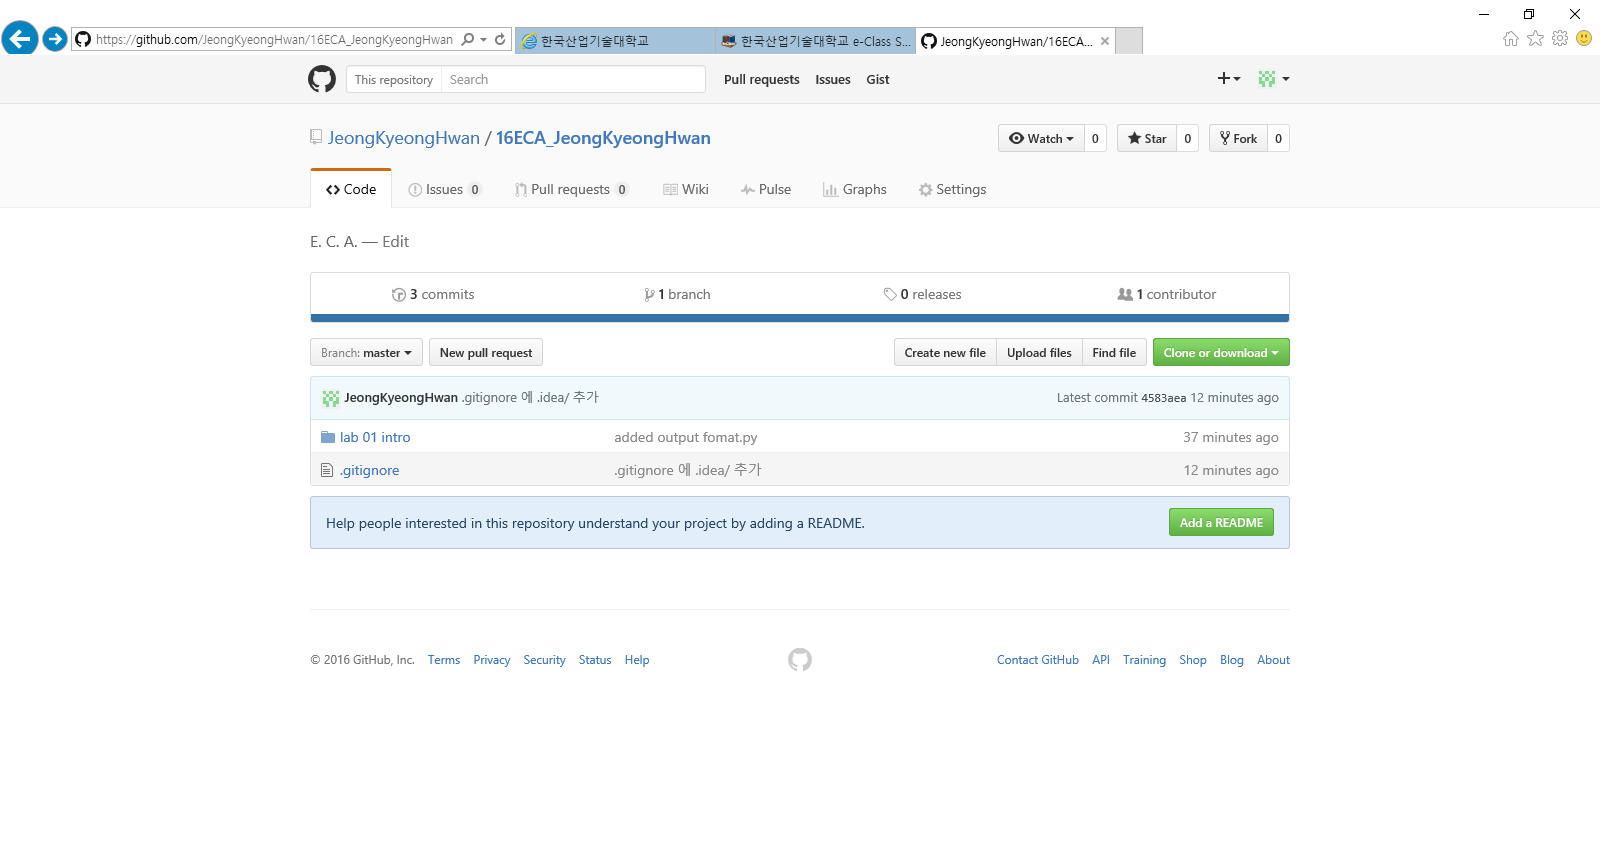 https://github.com/JeongKyeongHwan/16ECA_JeongKyeongHwan
한국산업기술대학교
한국산업기술대학교 e-Class S...
JeongKyeongHwan/16ECA...
This repository Search Pull requests Issues Gist
JeongKyeongHwan / 16ECA_JeongKyeongHwan
Watch 0 Star 0 Fork 0
Code Issues 0 Pull requests 0 Wiki Pulse Graphs Settings
E. C. A. — Edit
3 commits 1 branch 0 releases 1 contributor
Branch: master New pull request Create new file Upload files Find file Clone or download
JeongKyeongHwan .gitignore 에 .idea/ 추가 Latest commit 4583aea 12 minutes ago
lab 01 intro added output fomat.py 37 minutes ago
.gitignore .gitignore 에 .idea/ 추가 12 minutes ago
Help people interested in this repository understand your project by adding a README. Add a README
© 2016 GitHub, Inc. Terms Privacy Security Status Help Contact GitHub API Training Shop Blog About